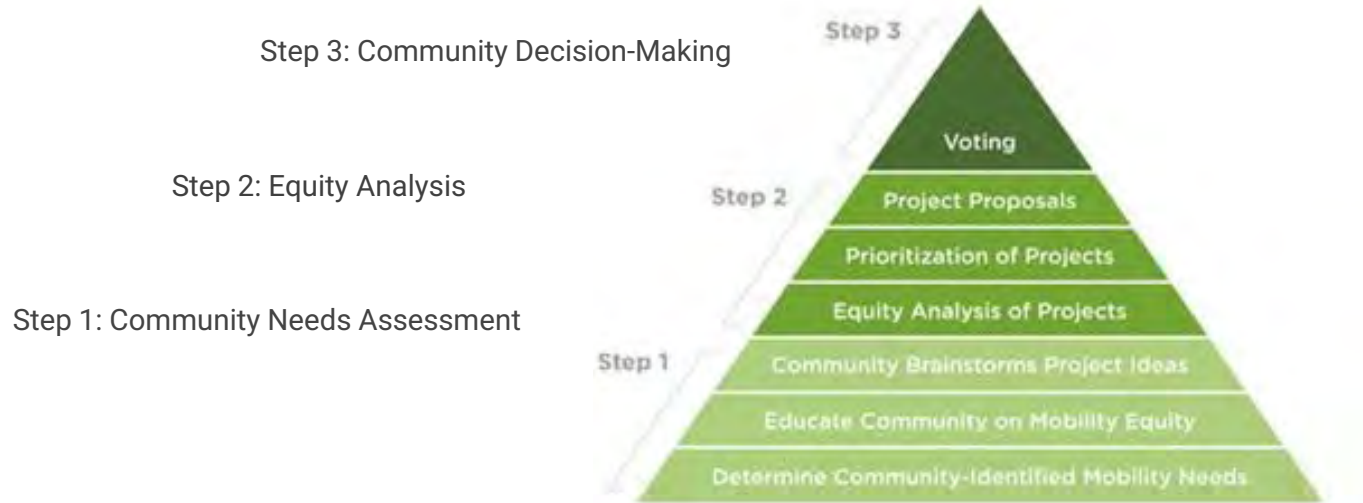 Step 3
Step 3: Community Decision-Making
Voting
Step 2: Equity Analysis
Step 2
Project Proposals
Prioritization of Projects
Equity Analysis of Projects
Step 1: Community Needs Assessment
Step 1
Community Brainstorms Project Ideas
Educate Community on Mobility Equity
Determine Community-Identified Mobility Needs